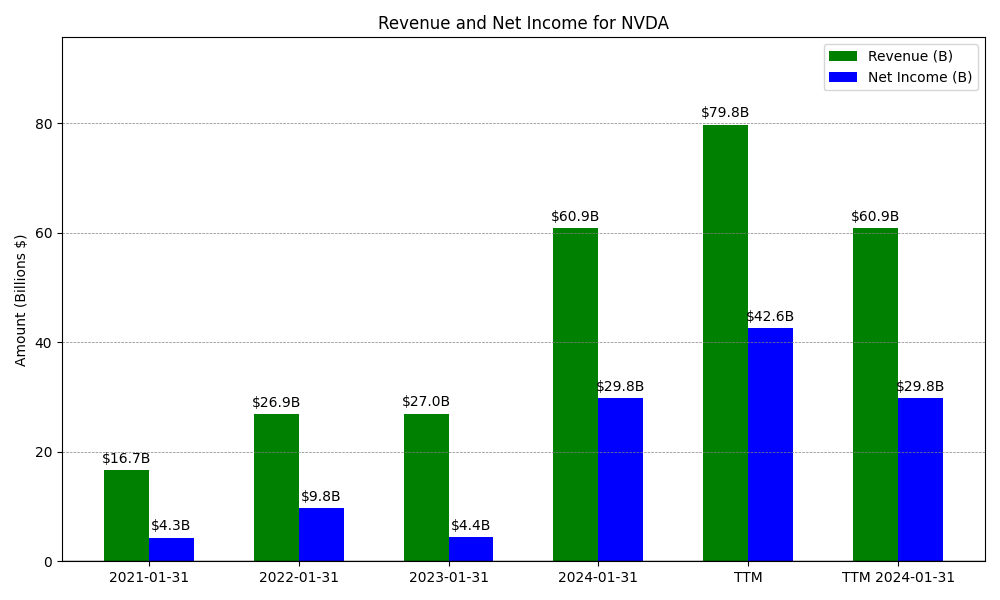 Revenue and Net Income for NVDA
Revenue (B)
Net Income (B)
Amount (Billions $)
80
60
40
20
0
$16.7B
$4.3B
$26.9B
$9.8B
$27.0B
$4.4B
$60.9B
$29.8B
$79.8B
$42.6B
$60.9B
$29.8B
2021-01-31
2022-01-31
2023-01-31
2024-01-31
TTM
TTM 2024-01-31